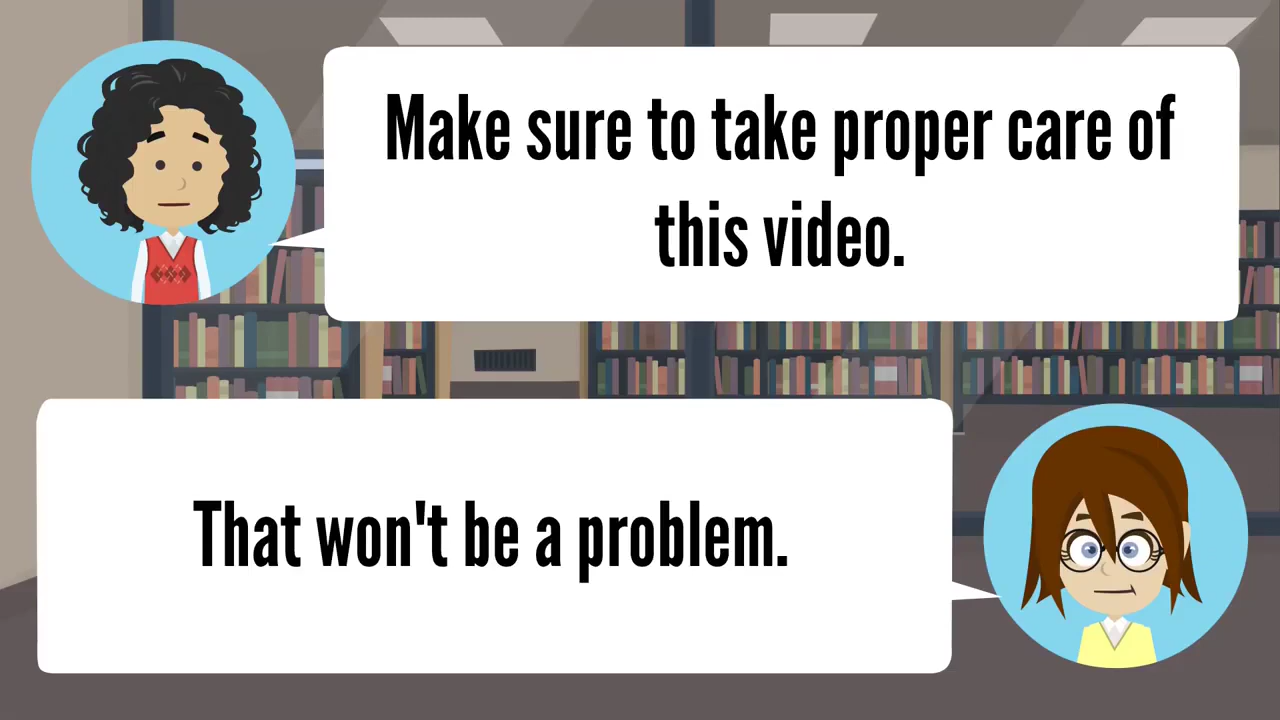 Make sure to take proper care of
this video.
That won't be a problem.